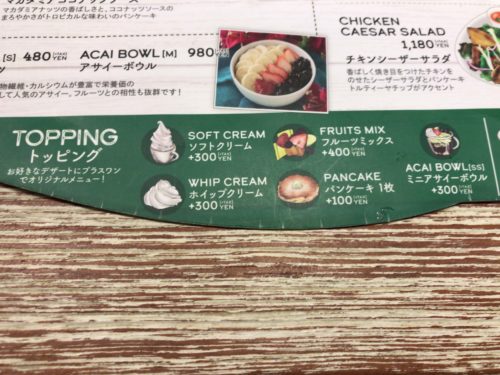 マカダミアナッツの香ばしさと、ココナッツソースの
まろやかさがトロピカルな味わいのパンケーキ
[S] 480 YEN
ACAI BOWL [M] 980
アサイーボウル
物繊維・カルシウムが豊富で栄養価の
して人気のアサイー。フルーツとの相性も抜群です！
CHICKEN
CAESAR SALAD
1,180 YEN
チキンシーザーサラダ
香ばしく焼き目をつけたチキンを
のせたシーザーサラダとパンケーキ
トルティーヤチップがアクセント
TOPPING
トッピング
お好きなデザートにプラスワン
でオリジナルメニュー！
SOFT CREAM
ソフトクリーム
+300 YEN
WHIP CREAM
ホイップクリーム
+300 YEN
FRUITS MIX
フルーツミックス
+400 YEN
PANCAKE
パンケーキ 1枚
+100 YEN
ACAI BOWL[SS]
ミニアサイーボウル
+300 YEN